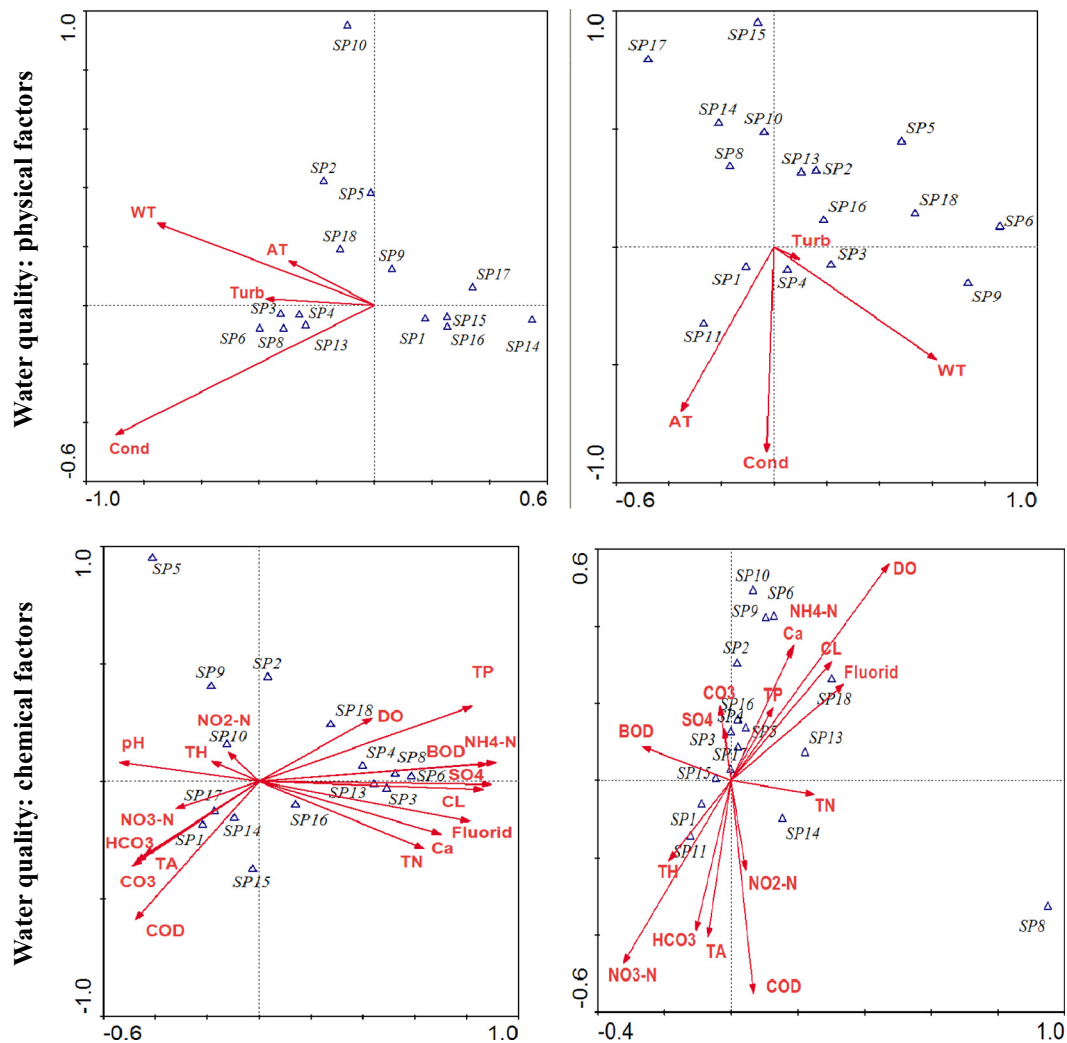 Water quality: physical factors
1.0
SP10
SP2
SP5
WT
AT
SP18
SP9
Turb
SP17
SP3
SP4
SP6
SP8
SP13
SP1
SP15
SP16
SP14
Cond
-0.6
-1.0
0.6
1.0
SP15
SP17
SP14
SP10
SP5
SP8
SP13
SP2
SP18
SP6
SP16
Turb
SP1
SP4
SP3
SP9
SP11
WT
AT
Cond
-1.0
-0.6
1.0
Water quality: chemical factors
1.0
SP5
SP9
SP2
TP
NO2-N
SP10
SP18
DO
pH
TH
SP4
SP8
BOD
NH4-N
SP6
SO4
SP13
SP3
CL
SP17
NO3-N
SP14
SP16
Fluorid
HCO3
SP1
Ca
TN
TA
CO3
SP15
COD
-1.0
-0.6
1.0
0.6
SP10
SP6
DO
SP9
NH4-N
Ca
SP2
CL
Fluorid
CO3
SP16
TP
SP18
SO4
SP4
BOD
SP3
SP5
SP13
SP15
TN
SP1
SP14
SP11
TH
NO2-N
SP8
HCO3
TA
NO3-N
COD
-0.6
-0.4
1.0